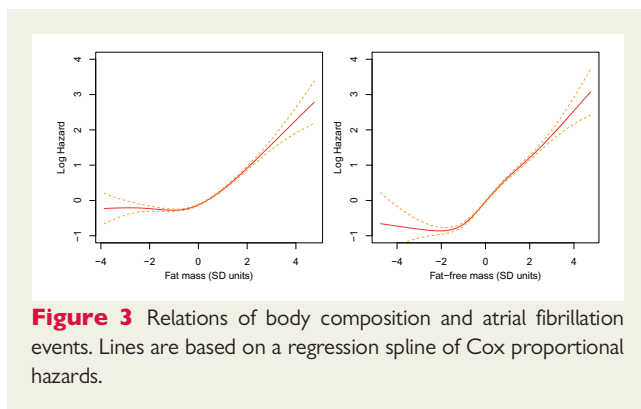 4
3
2
1
0
−1
Log Hazard
−4 −2 0 2 4
Fat mass (SD units)
4
3
2
1
0
−1
Log Hazard
−4 −2 0 2 4
Fat−free mass (SD units)
Figure 3 Relations of body composition and atrial fibrillation
events. Lines are based on a regression spline of Cox proportional
hazards.